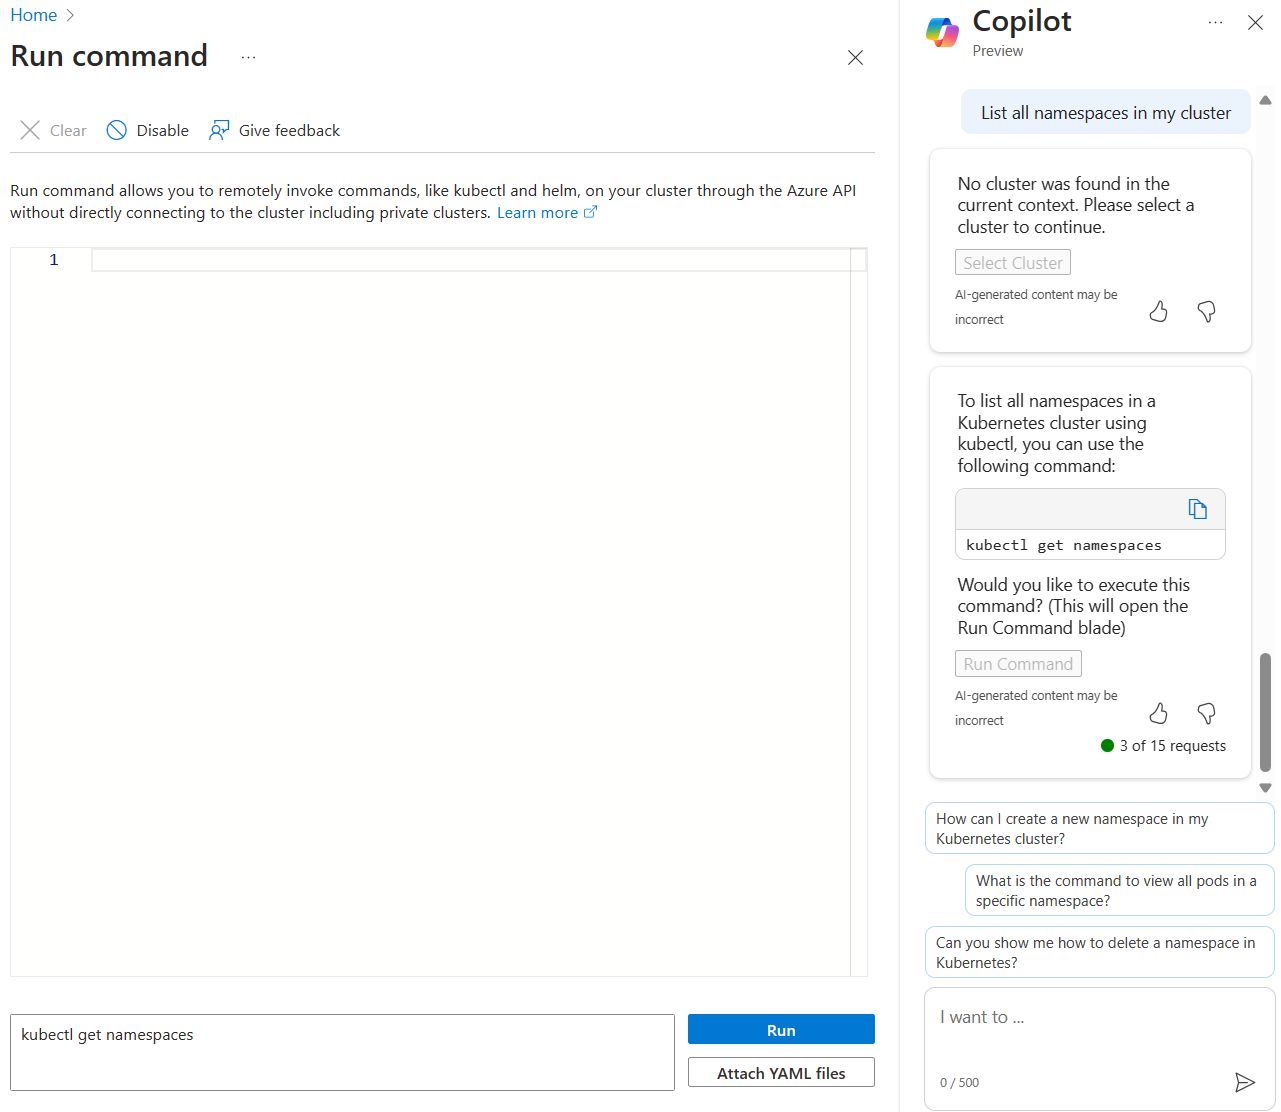 Home
Run command
...
Clear
Disable
Give feedback
Run command allows you to remotely invoke commands, like kubectl and helm, on your cluster through the Azure API
without directly connecting to the cluster including private clusters. Learn more
1
kubectl get namespaces
Run
Attach YAML files
Copilot
Preview
...
List all namespaces in my cluster
No cluster was found in the
current context. Please select a
cluster to continue.
Select Cluster
AI-generated content may be
incorrect
To list all namespaces in a
Kubernetes cluster using
kubectl, you can use the
following command:
kubectl get namespaces
Would you like to execute this
command? (This will open the
Run Command blade)
Run Command
AI-generated content may be
incorrect
3 of 15 requests
How can I create a new namespace in my
Kubernetes cluster?
What is the command to view all pods in a
specific namespace?
Can you show me how to delete a namespace in
Kubernetes?
I want to ...
0 / 500